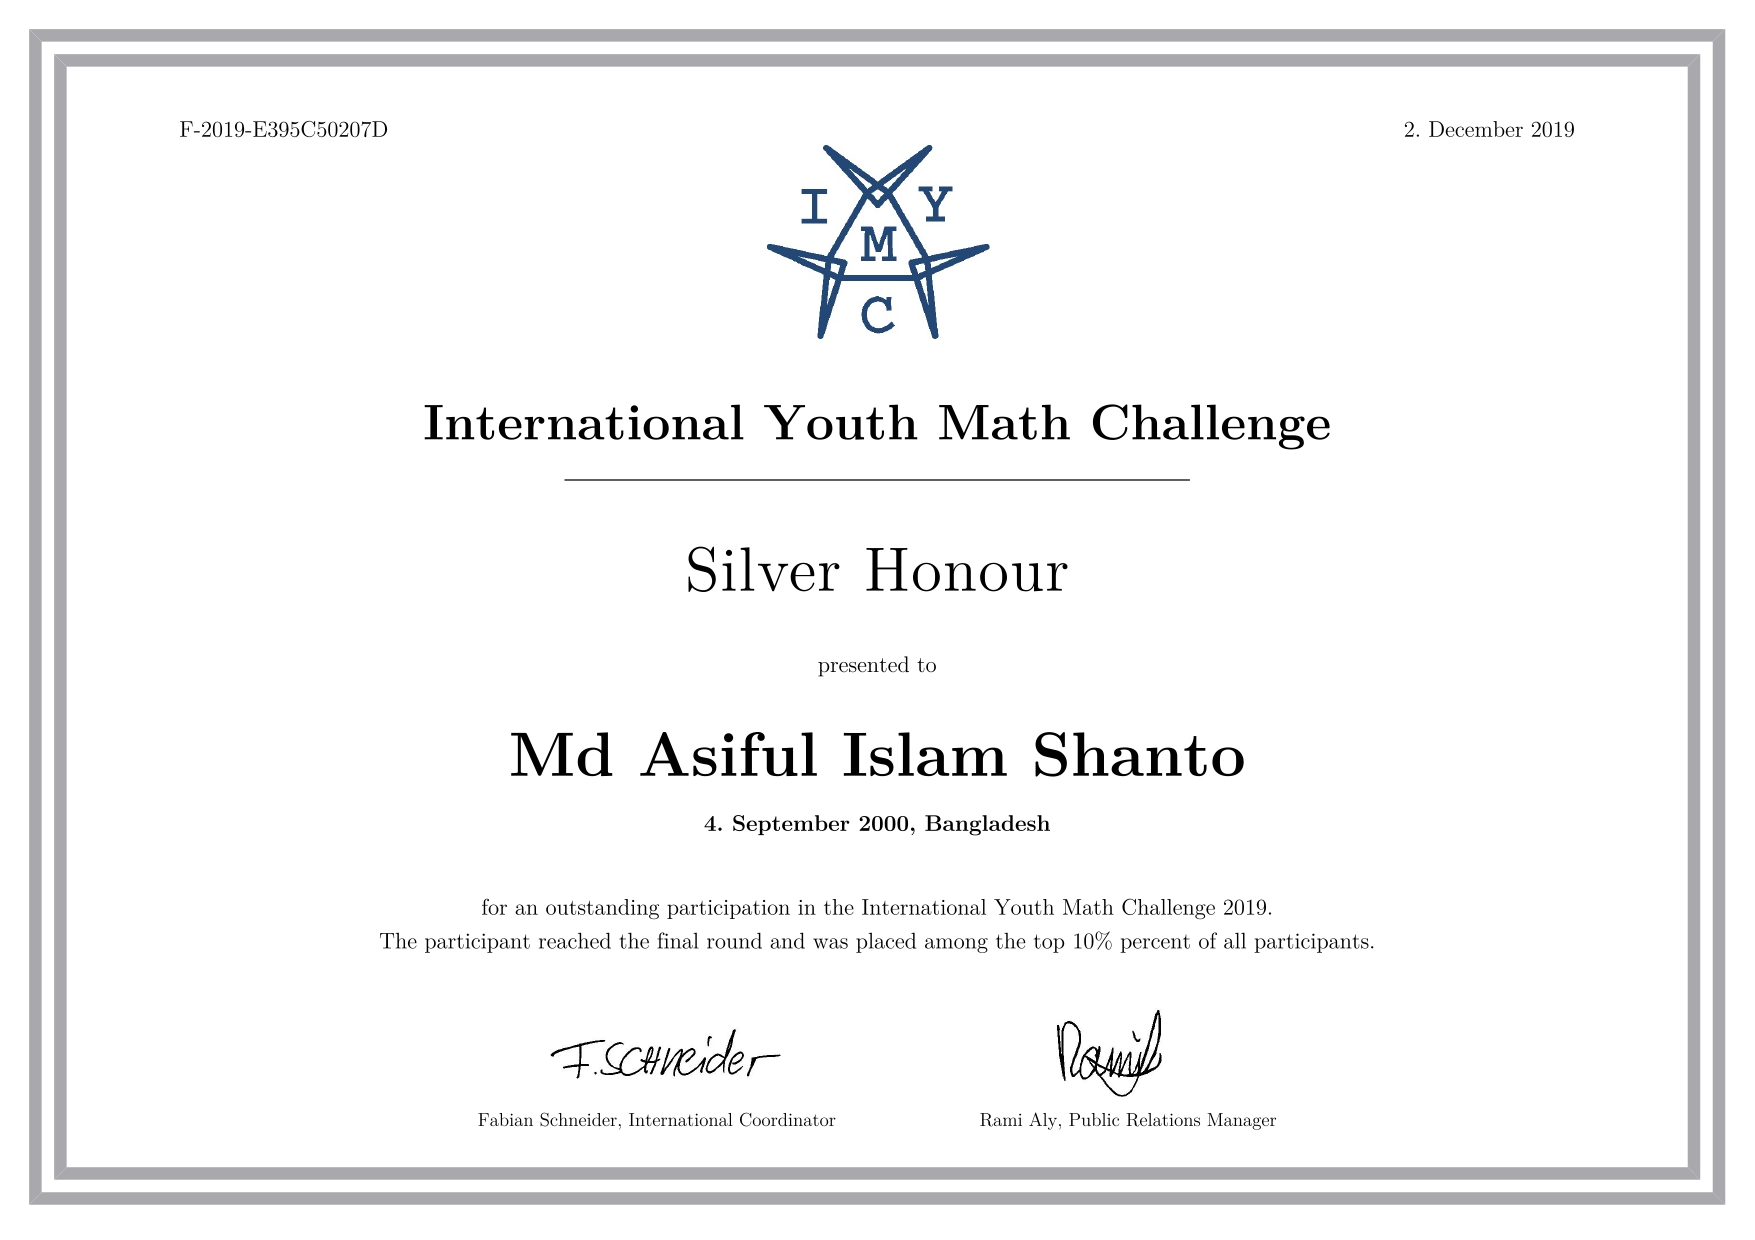 F-2019-E395C50207D
2. December 2019
I Y
M
C
International Youth Math Challenge
Silver Honour
presented to
Md Asiful Islam Shanto
4. September 2000, Bangladesh
for an outstanding participation in the International Youth Math Challenge 2019.
The participant reached the final round and was placed among the top 10% percent of all participants.
F. Schneider
Rami
Fabian Schneider, International Coordinator
Rami Aly, Public Relations Manager